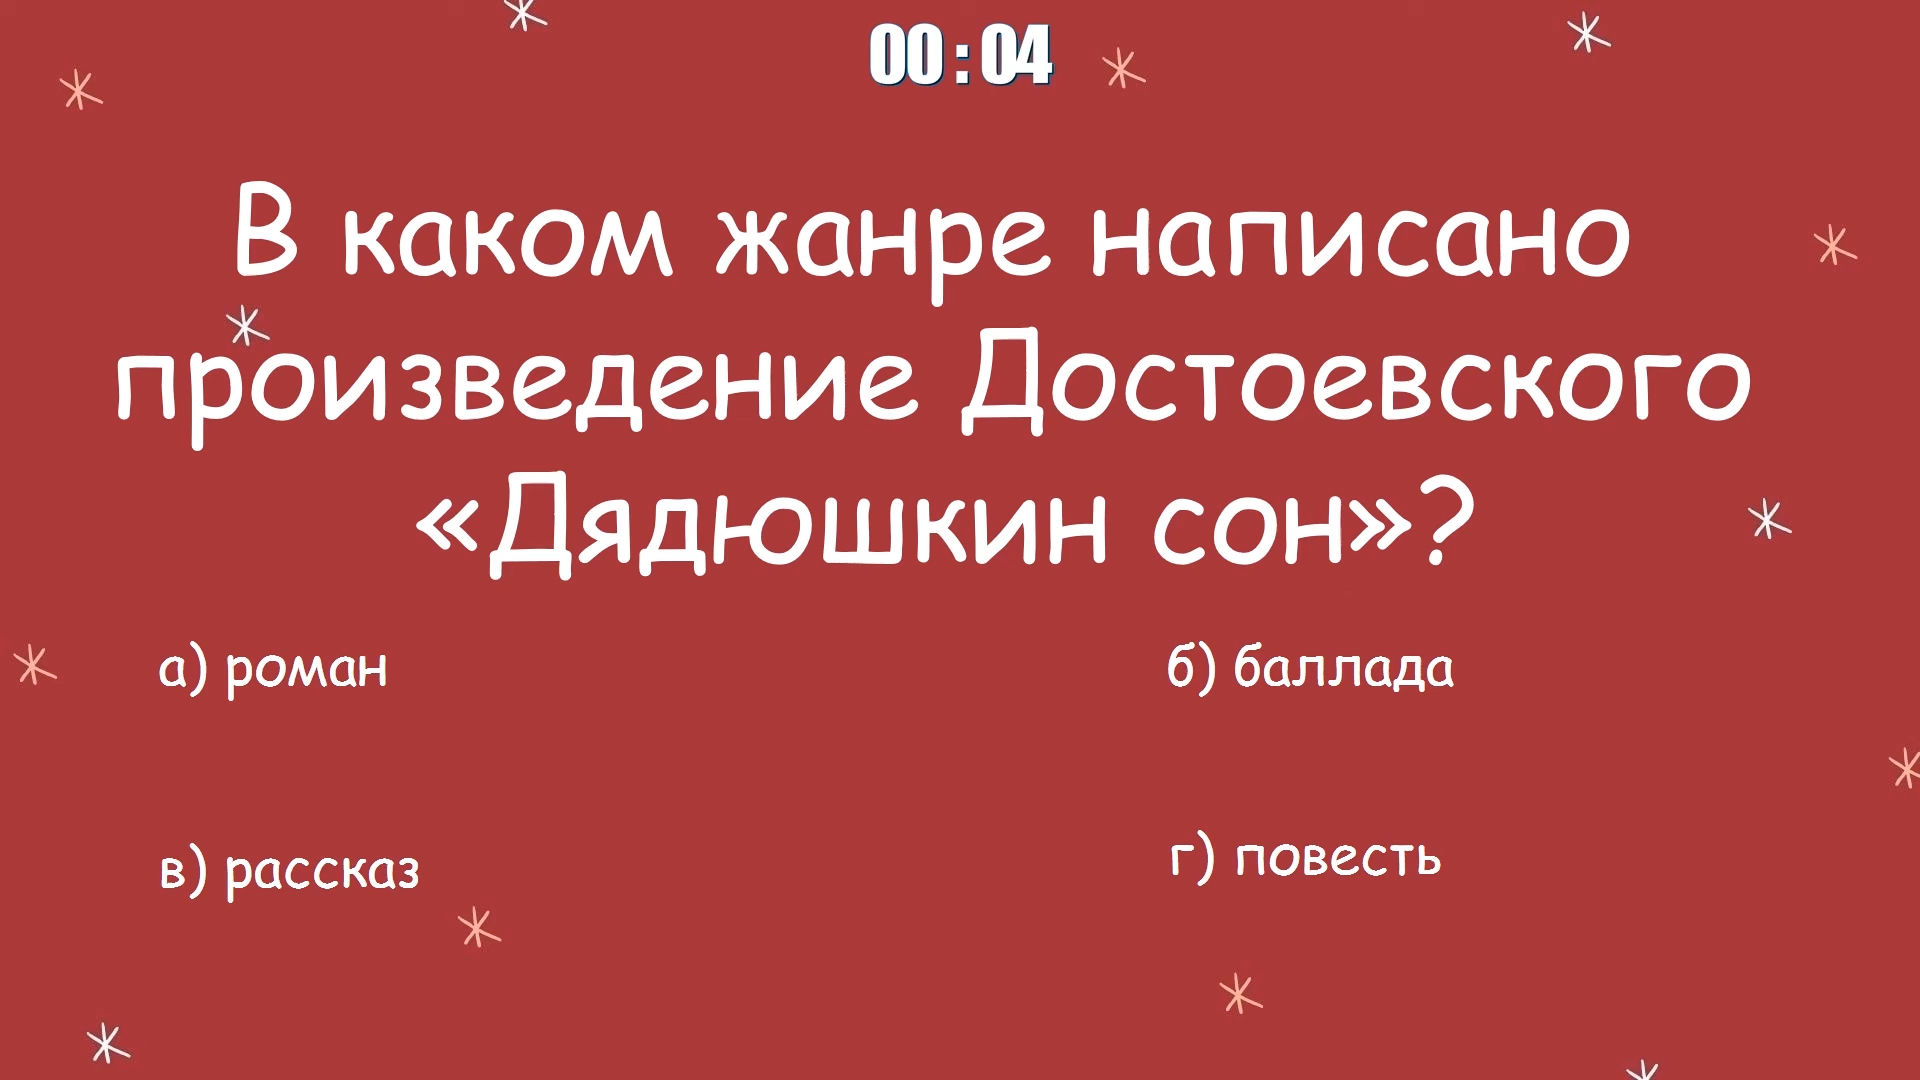 00:04
В каком жанре написано
произведение Достоевского
«Дядюшкин сон»?
а) роман
б) баллада
в) рассказ
г) повесть